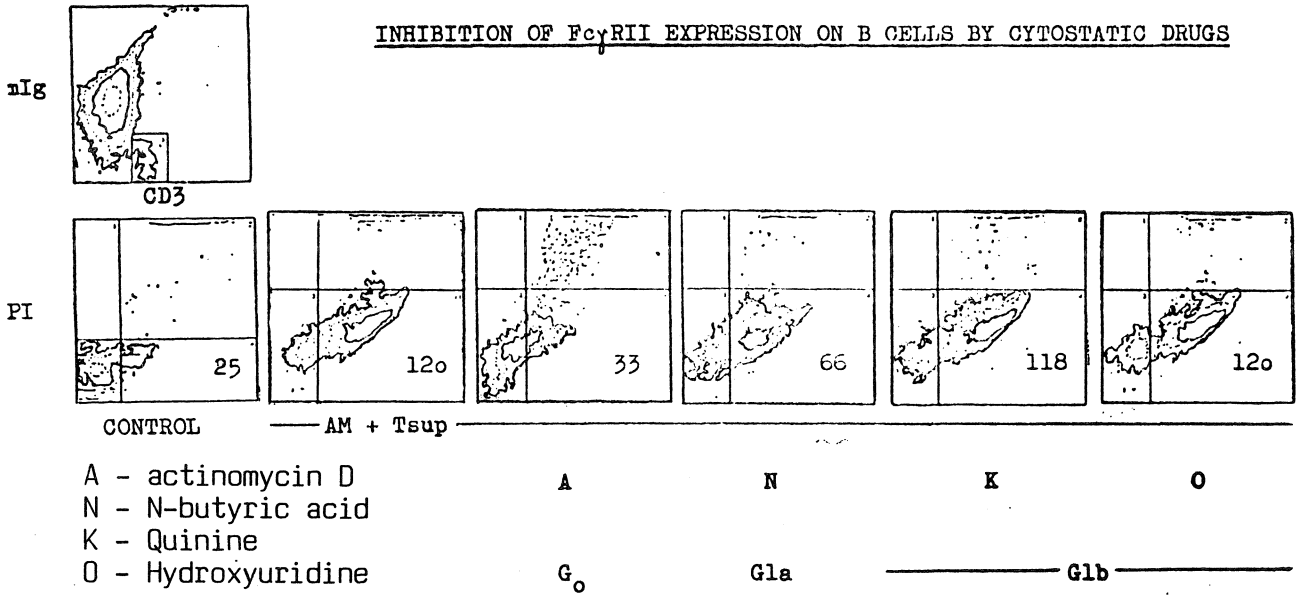 INHIBITION OF FcγRII EXPRESSION ON B CELLS BY CYTOSTATIC DRUGS
mIg
CD3
PI
25
12o
33
66
118
12o
CONTROL
AM + Tsup
A - actinomycin D
A N K O
N - N-butyric acid
K - Quinine
O - Hydroxyuridine
Go G1a G1b